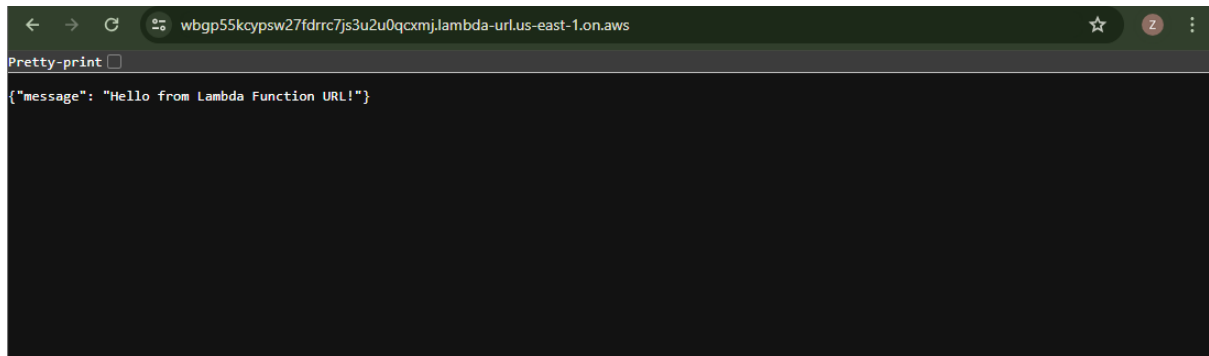 wbgp55kcypsw27fdrrc7js3u2u0qcxmj.lambda-url.us-east-1.on.aws
Z
Pretty-print
{"message": "Hello from Lambda Function URL!"}